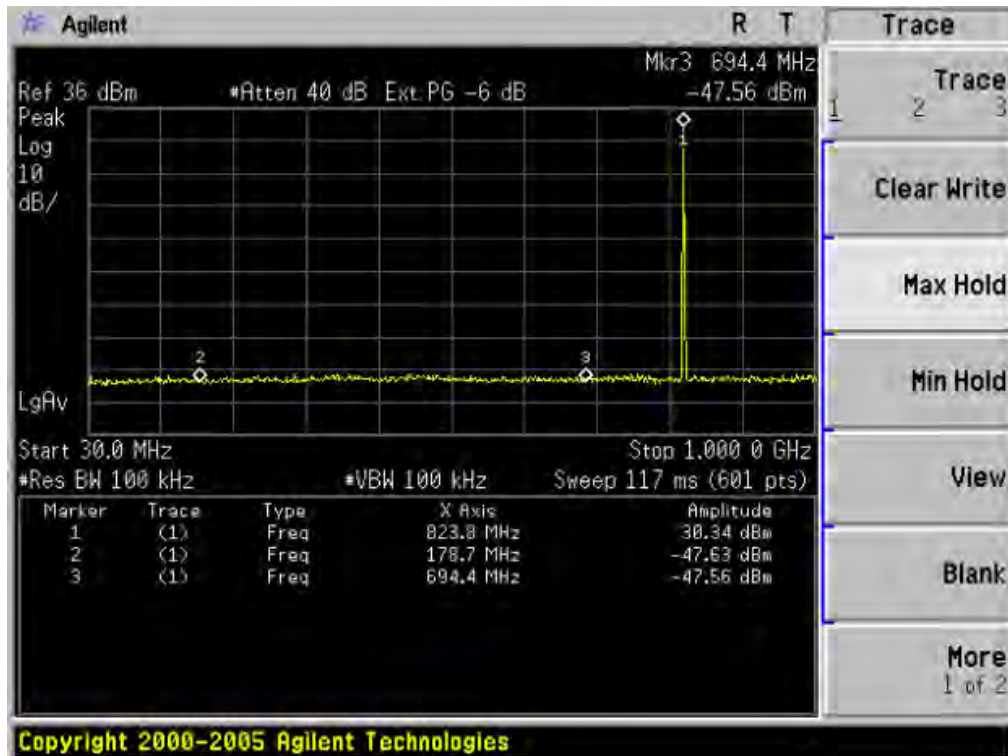 Agilent R T
Trace
Mkr3 694.4 MHz
Ref 36 dBm *Atten 40 dB Ext PG -6 dB -47.56 dBm
Peak
Log
10
dB/
1
2
3
LgAv
Start 30.0 MHz Stop 1.000 0 GHz
*Res BW 100 kHz *VBW 100 kHz Sweep 117 ms (601 pts)
Marker Trace Type X Axis Amplitude
1 (1) Freq 823.8 MHz 30.34 dBm
2 (1) Freq 178.7 MHz -47.63 dBm
3 (1) Freq 694.4 MHz -47.56 dBm
Trace
1 2 3
Clear Write
Max Hold
Min Hold
View
Blank
More
1 of 2
Copyright 2000-2005 Agilent Technologies